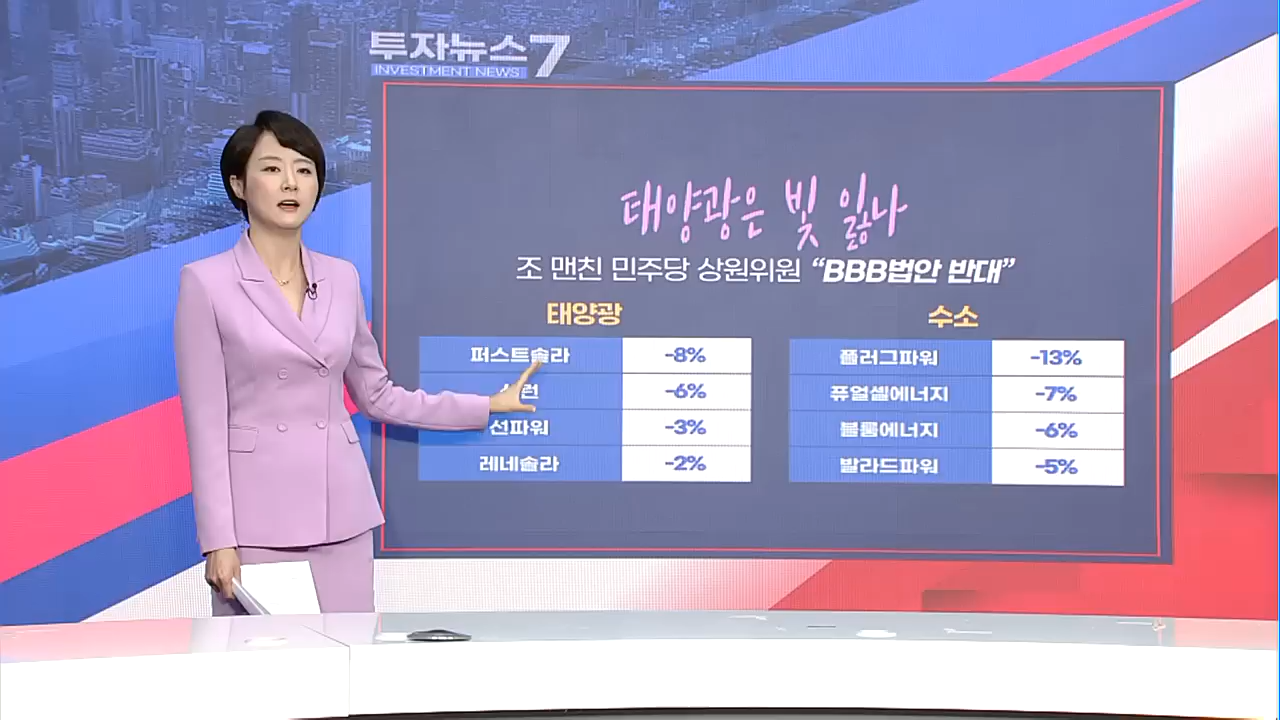 투자뉴스7
INVESTMENT NEWS
태양광은 빛 잃나
조 맨친 민주당 상원위원 “BBB법안 반대”
태양광
퍼스트솔라 -8%
런 -6%
선파워 -3%
레네솔라 -2%
수소
플러그파워 -13%
퓨얼셀에너지 -7%
블룸에너지 -6%
발라드파워 -5%